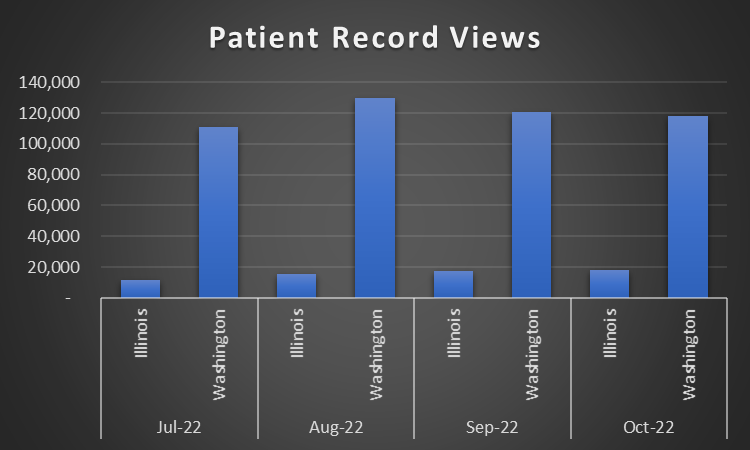 Patient Record Views
140,000
120,000
100,000
80,000
60,000
40,000
20,000
-
Illinois
Washington
Illinois
Washington
Illinois
Washington
Illinois
Washington
Jul-22
Aug-22
Sep-22
Oct-22